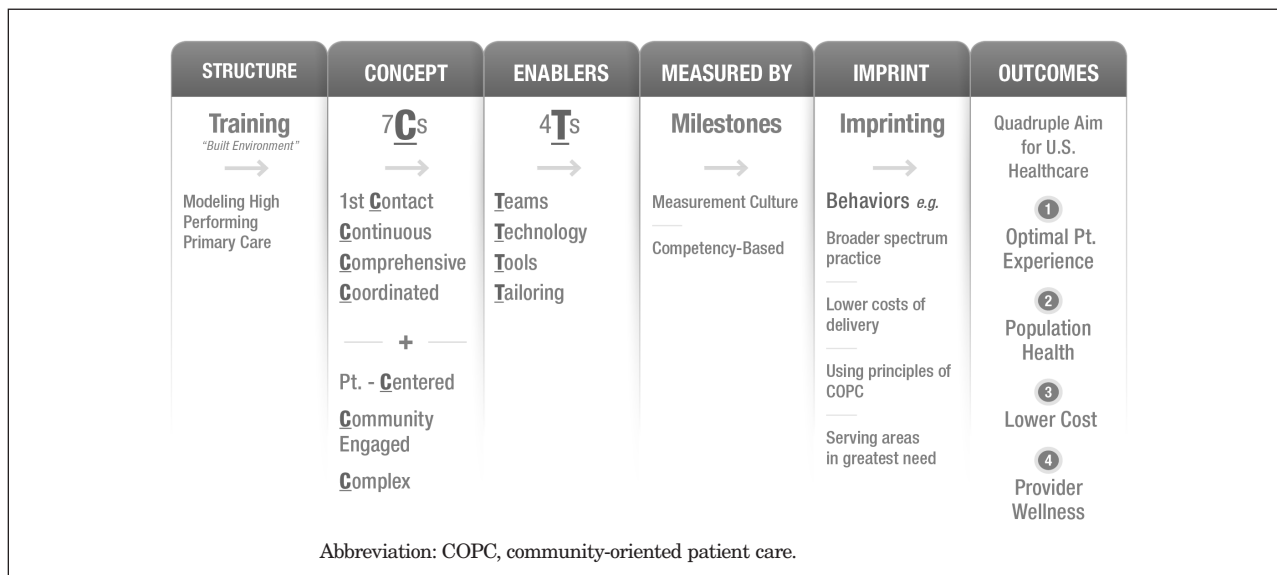 STRUCTURE
Training
"Built Environment"
Modeling High
Performing
Primary Care
CONCEPT
7Cs
1st Contact
Continuous
Comprehensive
Coordinated
+
Pt. - Centered
Community
Engaged
Complex
ENABLERS
4Ts
Teams
Technology
Tools
Tailoring
MEASURED BY
Milestones
Measurement Culture
Competency-Based
IMPRINT
Imprinting
Behaviors e.g.
Broader spectrum
practice
Lower costs of
delivery
Using principles of
COPC
Serving areas
in greatest need
OUTCOMES
Quadruple Aim
for U.S.
Healthcare
1
Optimal Pt.
Experience
2
Population
Health
3
Lower Cost
4
Provider
Wellness
Abbreviation: COPC, community-oriented patient care.